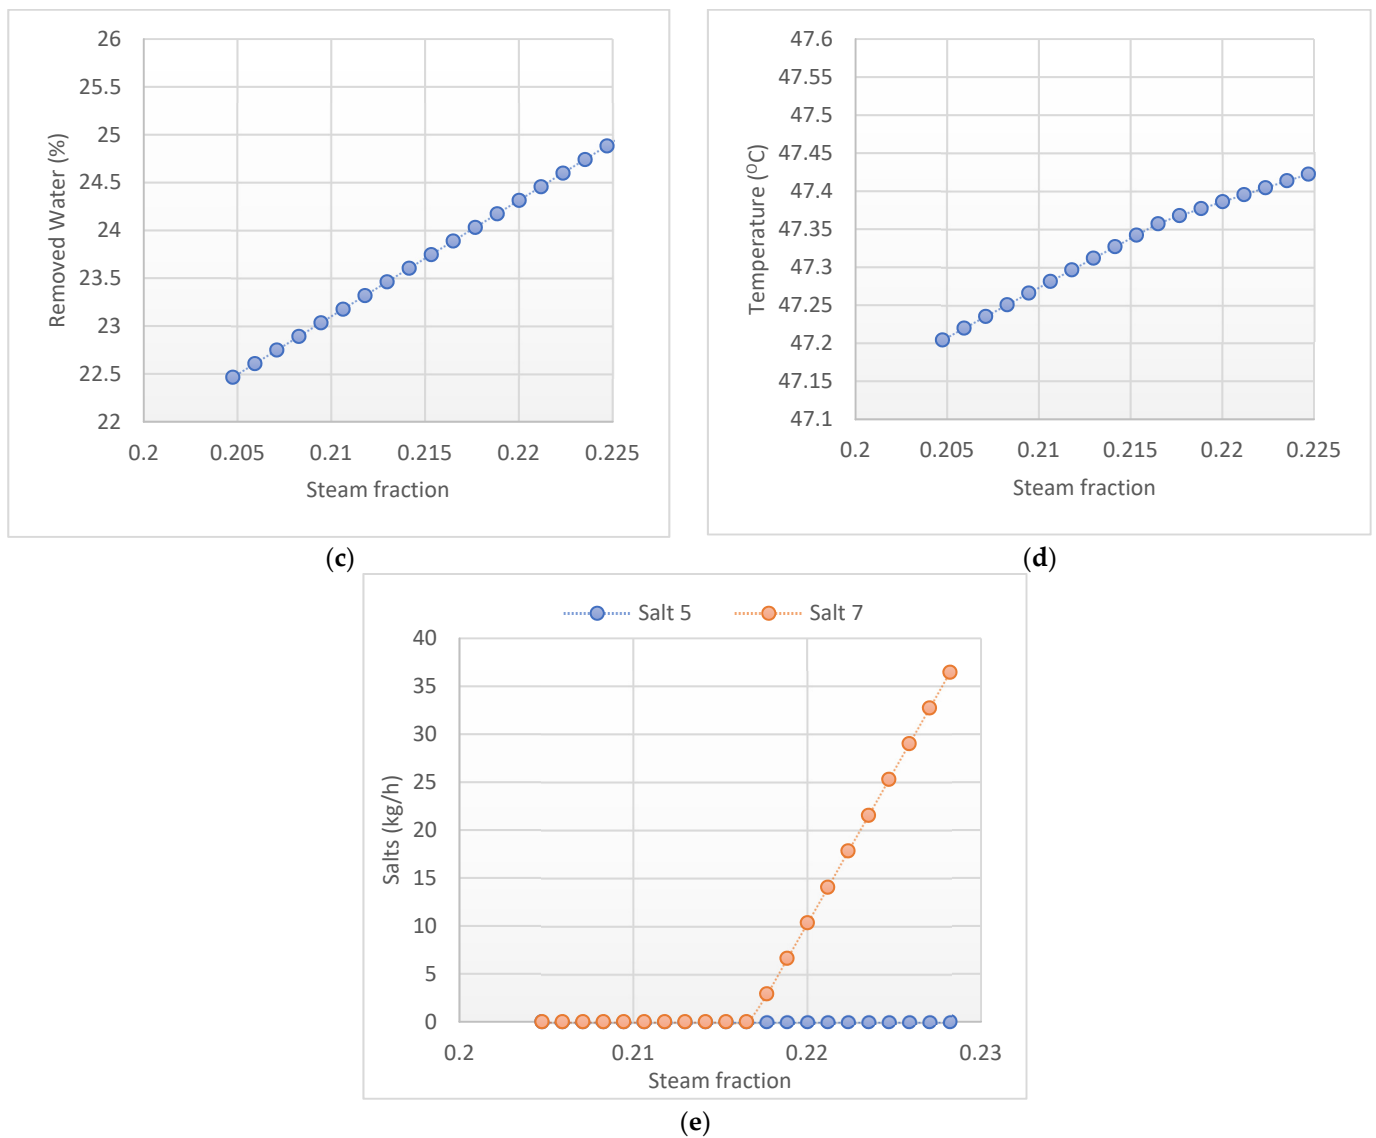 26
25.5
25
24.5
24
23.5
23
22.5
22
Removed Water (%)
0.2 0.205 0.21 0.215 0.22 0.225
Steam fraction
(c)
47.6
47.55
47.5
47.45
47.4
47.35
47.3
47.25
47.2
47.15
47.1
Temperature (ᴼC)
0.2 0.205 0.21 0.215 0.22 0.225
Steam fraction
(d)
Salt 5 Salt 7
40
35
30
25
20
15
10
5
0
Salts (kg/h)
0.2 0.21 0.22 0.23
Steam fraction
(e)